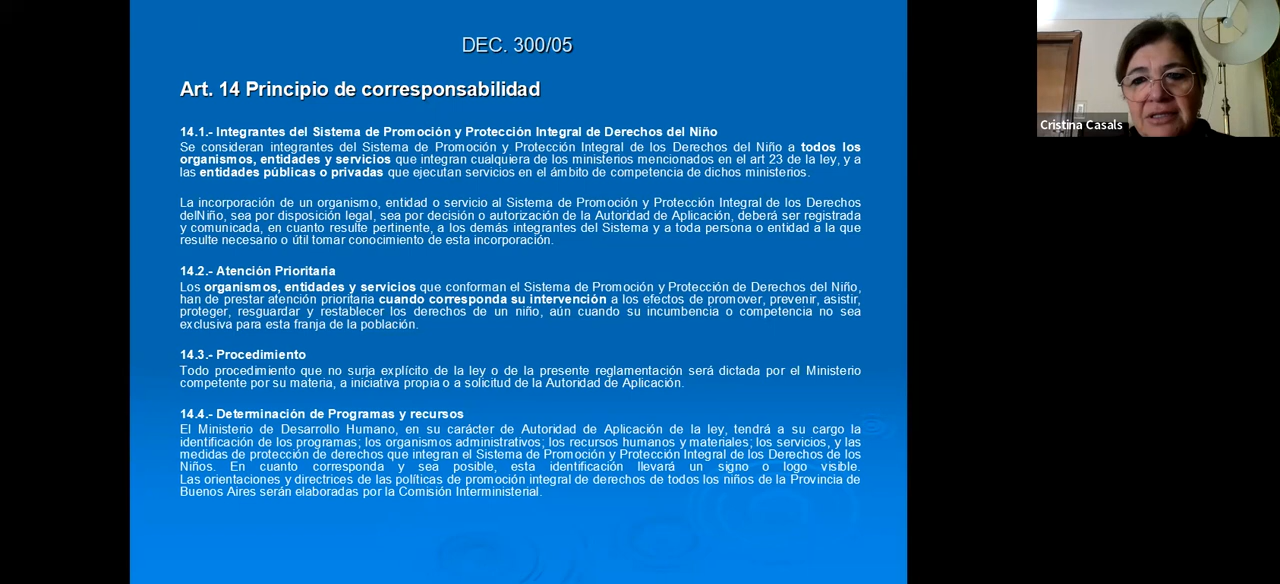 DEC. 300/05
Art. 14 Principio de corresponsabilidad
14.1.- Integrantes del Sistema de Promoción y Protección Integral de Derechos del Niño
Se consideran integrantes del Sistema de Promoción y Protección Integral de los Derechos del Niño a todos los
organismos, entidades y servicios que integran cualquiera de los ministerios mencionados en el art 23 de la ley, y a
las entidades públicas o privadas que ejecutan servicios en el ámbito de competencia de dichos ministerios.
La incorporación de un organismo, entidad o servicio al Sistema de Promoción y Protección Integral de los Derechos
delNiño, sea por disposición legal, sea por decisión o autorización de la Autoridad de Aplicación, deberá ser registrada
y comunicada, en cuanto resulte pertinente, a los demás integrantes del Sistema y a toda persona o entidad a la que
resulte necesario o útil tomar conocimiento de esta incorporación.
14.2.- Atención Prioritaria
Los organismos, entidades y servicios que conforman el Sistema de Promoción y Protección de Derechos del Niño,
han de prestar atención prioritaria cuando corresponda su intervención a los efectos de promover, prevenir, asistir,
proteger, resguardar y restablecer los derechos de un niño, aún cuando su incumbencia o competencia no sea
exclusiva para esta franja de la población.
14.3.- Procedimiento
Todo procedimiento que no surja explícito de la ley o de la presente reglamentación será dictada por el Ministerio
competente por su materia, a iniciativa propia o a solicitud de la Autoridad de Aplicación.
14.4.- Determinación de Programas y recursos
El Ministerio de Desarrollo Humano, en su carácter de Autoridad de Aplicación de la ley, tendrá a su cargo la
identificación de los programas; los organismos administrativos; los recursos humanos y materiales; los servicios, y las
medidas de protección de derechos que integran el Sistema de Promoción y Protección Integral de los Derechos de los
Niños. En cuanto corresponda y sea posible, esta identificación llevará un signo o logo visible.
Las orientaciones y directrices de las políticas de promoción integral de derechos de todos los niños de la Provincia de
Buenos Aires serán elaboradas por la Comisión Interministerial.
Cristina Casals